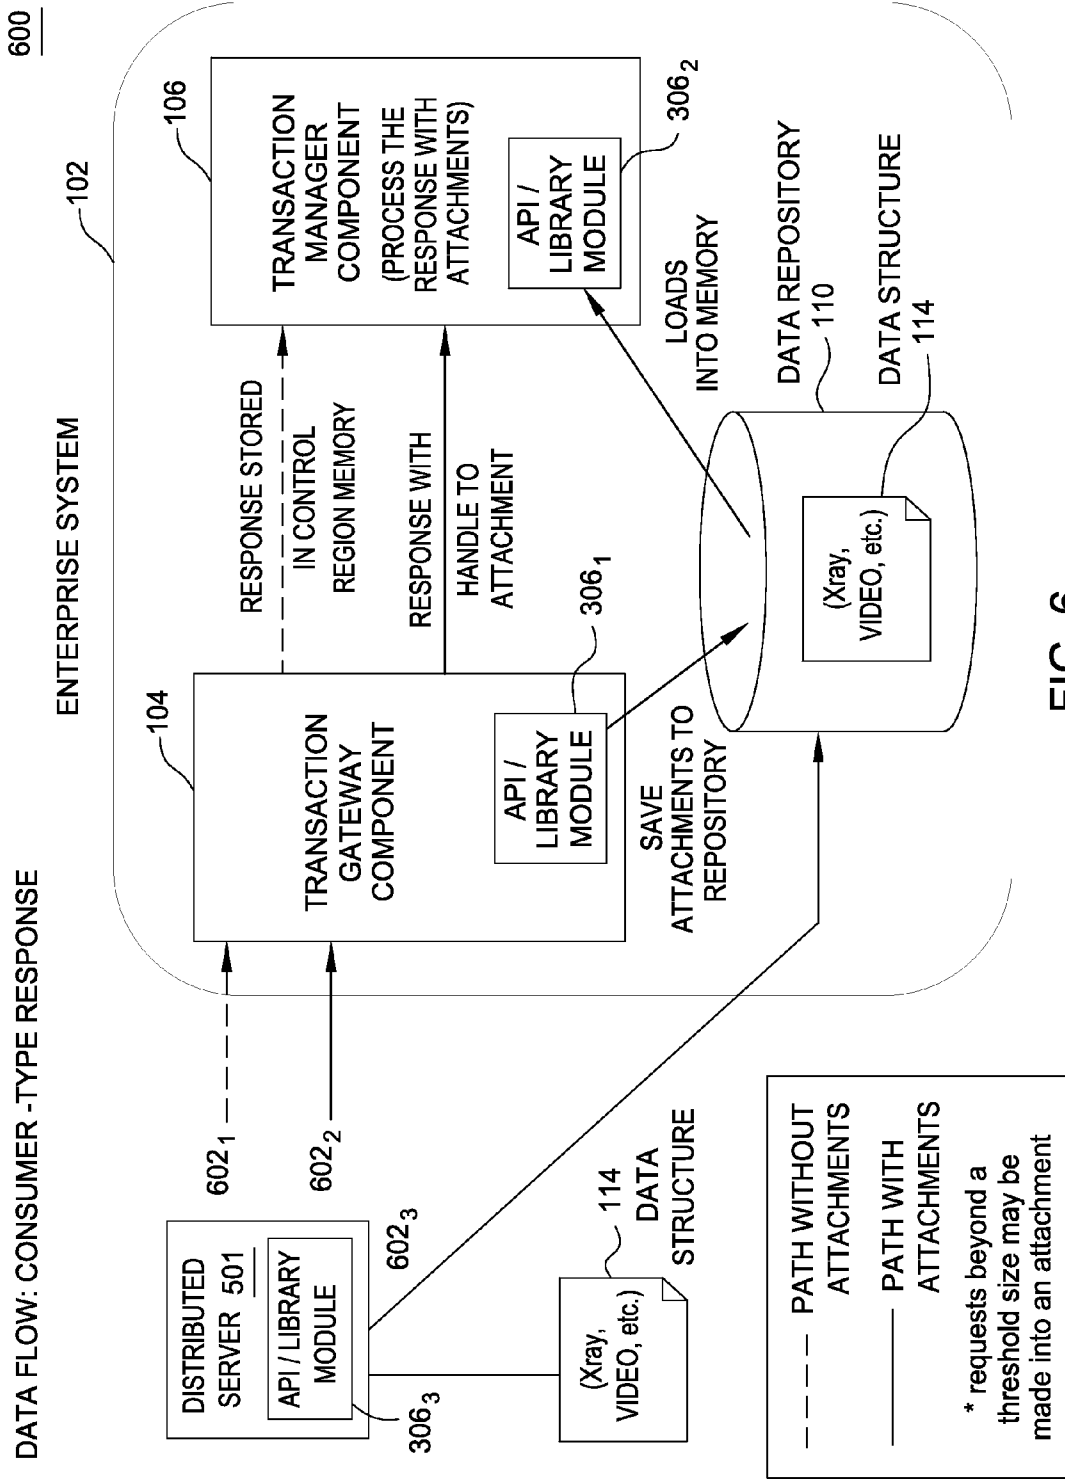 600
DATA FLOW: CONSUMER -TYPE RESPONSE
ENTERPRISE SYSTEM
102
DISTRIBUTED
SERVER 501
API / LIBRARY
MODULE
306₃
602₁
602₂
602₃
(Xray,
VIDEO, etc.)
114
DATA
STRUCTURE
104
TRANSACTION
GATEWAY
COMPONENT
API /
LIBRARY
MODULE
306₁
RESPONSE STORED
IN CONTROL
REGION MEMORY
RESPONSE WITH
HANDLE TO
ATTACHMENT
106
TRANSACTION
MANAGER
COMPONENT
(PROCESS THE
RESPONSE WITH
ATTACHMENTS)
API /
LIBRARY
MODULE
306₂
SAVE
ATTACHMENTS TO
REPOSITORY
LOADS
INTO MEMORY
DATA REPOSITORY
110
DATA STRUCTURE
114
(Xray,
VIDEO, etc.)
PATH WITHOUT
ATTACHMENTS
PATH WITH
ATTACHMENTS
* requests beyond a
threshold size may be
made into an attachment
FIG. 6